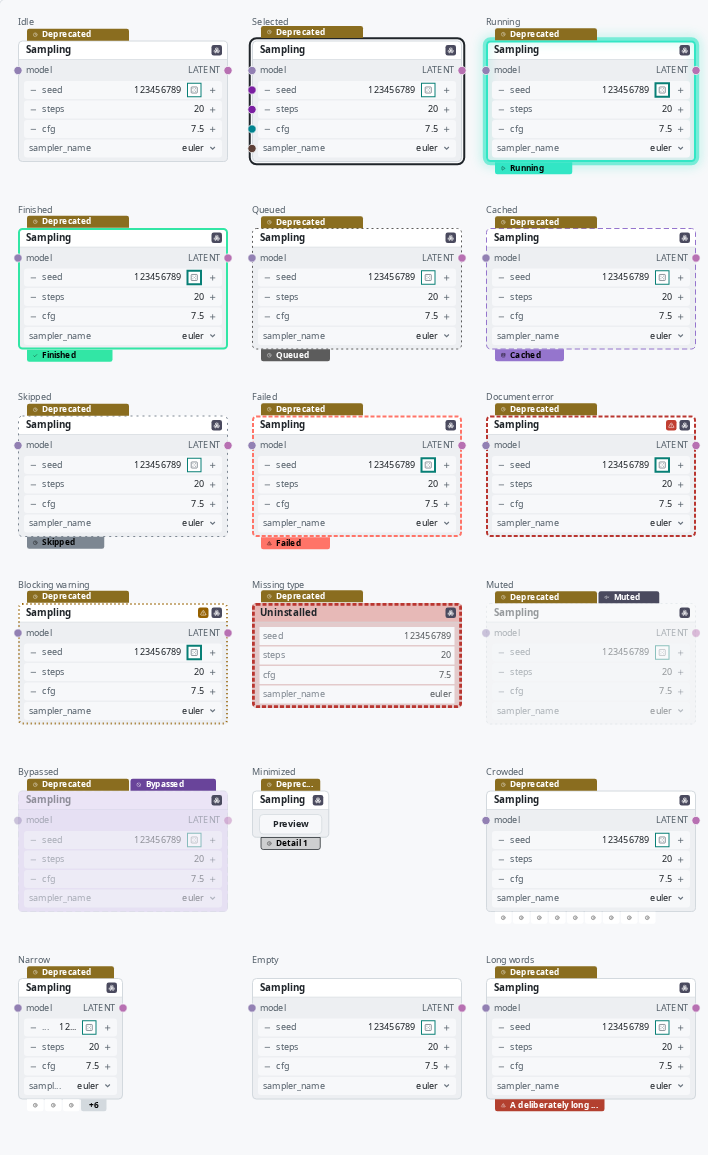 Idle Selected Running
Deprecated Deprecated Deprecated
Sampling Sampling Sampling
model LATENT model LATENT model LATENT
− seed 123456789 + − seed 123456789 + − seed 123456789 +
− steps 20 + − steps 20 + − steps 20 +
− cfg 7.5 + − cfg 7.5 + − cfg 7.5 +
sampler_name euler sampler_name euler sampler_name euler
Running
Finished Queued Cached
Deprecated Deprecated Deprecated
Sampling Sampling Sampling
model LATENT model LATENT model LATENT
− seed 123456789 + − seed 123456789 + − seed 123456789 +
− steps 20 + − steps 20 + − steps 20 +
− cfg 7.5 + − cfg 7.5 + − cfg 7.5 +
sampler_name euler sampler_name euler sampler_name euler
Finished Queued Cached
Skipped Failed Document error
Deprecated Deprecated Deprecated
Sampling Sampling Sampling
model LATENT model LATENT model LATENT
− seed 123456789 + − seed 123456789 + − seed 123456789 +
− steps 20 + − steps 20 + − steps 20 +
− cfg 7.5 + − cfg 7.5 + − cfg 7.5 +
sampler_name euler sampler_name euler sampler_name euler
Skipped Failed
Blocking warning Missing type Muted
Deprecated Deprecated Deprecated Muted
Sampling Uninstalled Sampling
model LATENT model LATENT
− seed 123456789 + seed 123456789 − seed 123456789 +
− steps 20 + steps 20 − steps 20 +
− cfg 7.5 + cfg 7.5 − cfg 7.5 +
sampler_name euler sampler_name euler sampler_name euler
Bypassed Minimized Crowded
Deprecated Bypassed Deprec... Deprecated
Sampling Sampling Sampling
model LATENT Preview model LATENT
− seed 123456789 + Detail 1 − seed 123456789 +
− steps 20 + − steps 20 +
− cfg 7.5 + − cfg 7.5 +
sampler_name euler sampler_name euler
Narrow Empty Long words
Deprecated Deprecated
Sampling Sampling Sampling
model LATENT model LATENT model LATENT
− ... 12... + − seed 123456789 + − seed 123456789 +
− steps 20 + − steps 20 + − steps 20 +
− cfg 7.5 + − cfg 7.5 + − cfg 7.5 +
sampl... euler sampler_name euler sampler_name euler
+6 A deliberately long ...